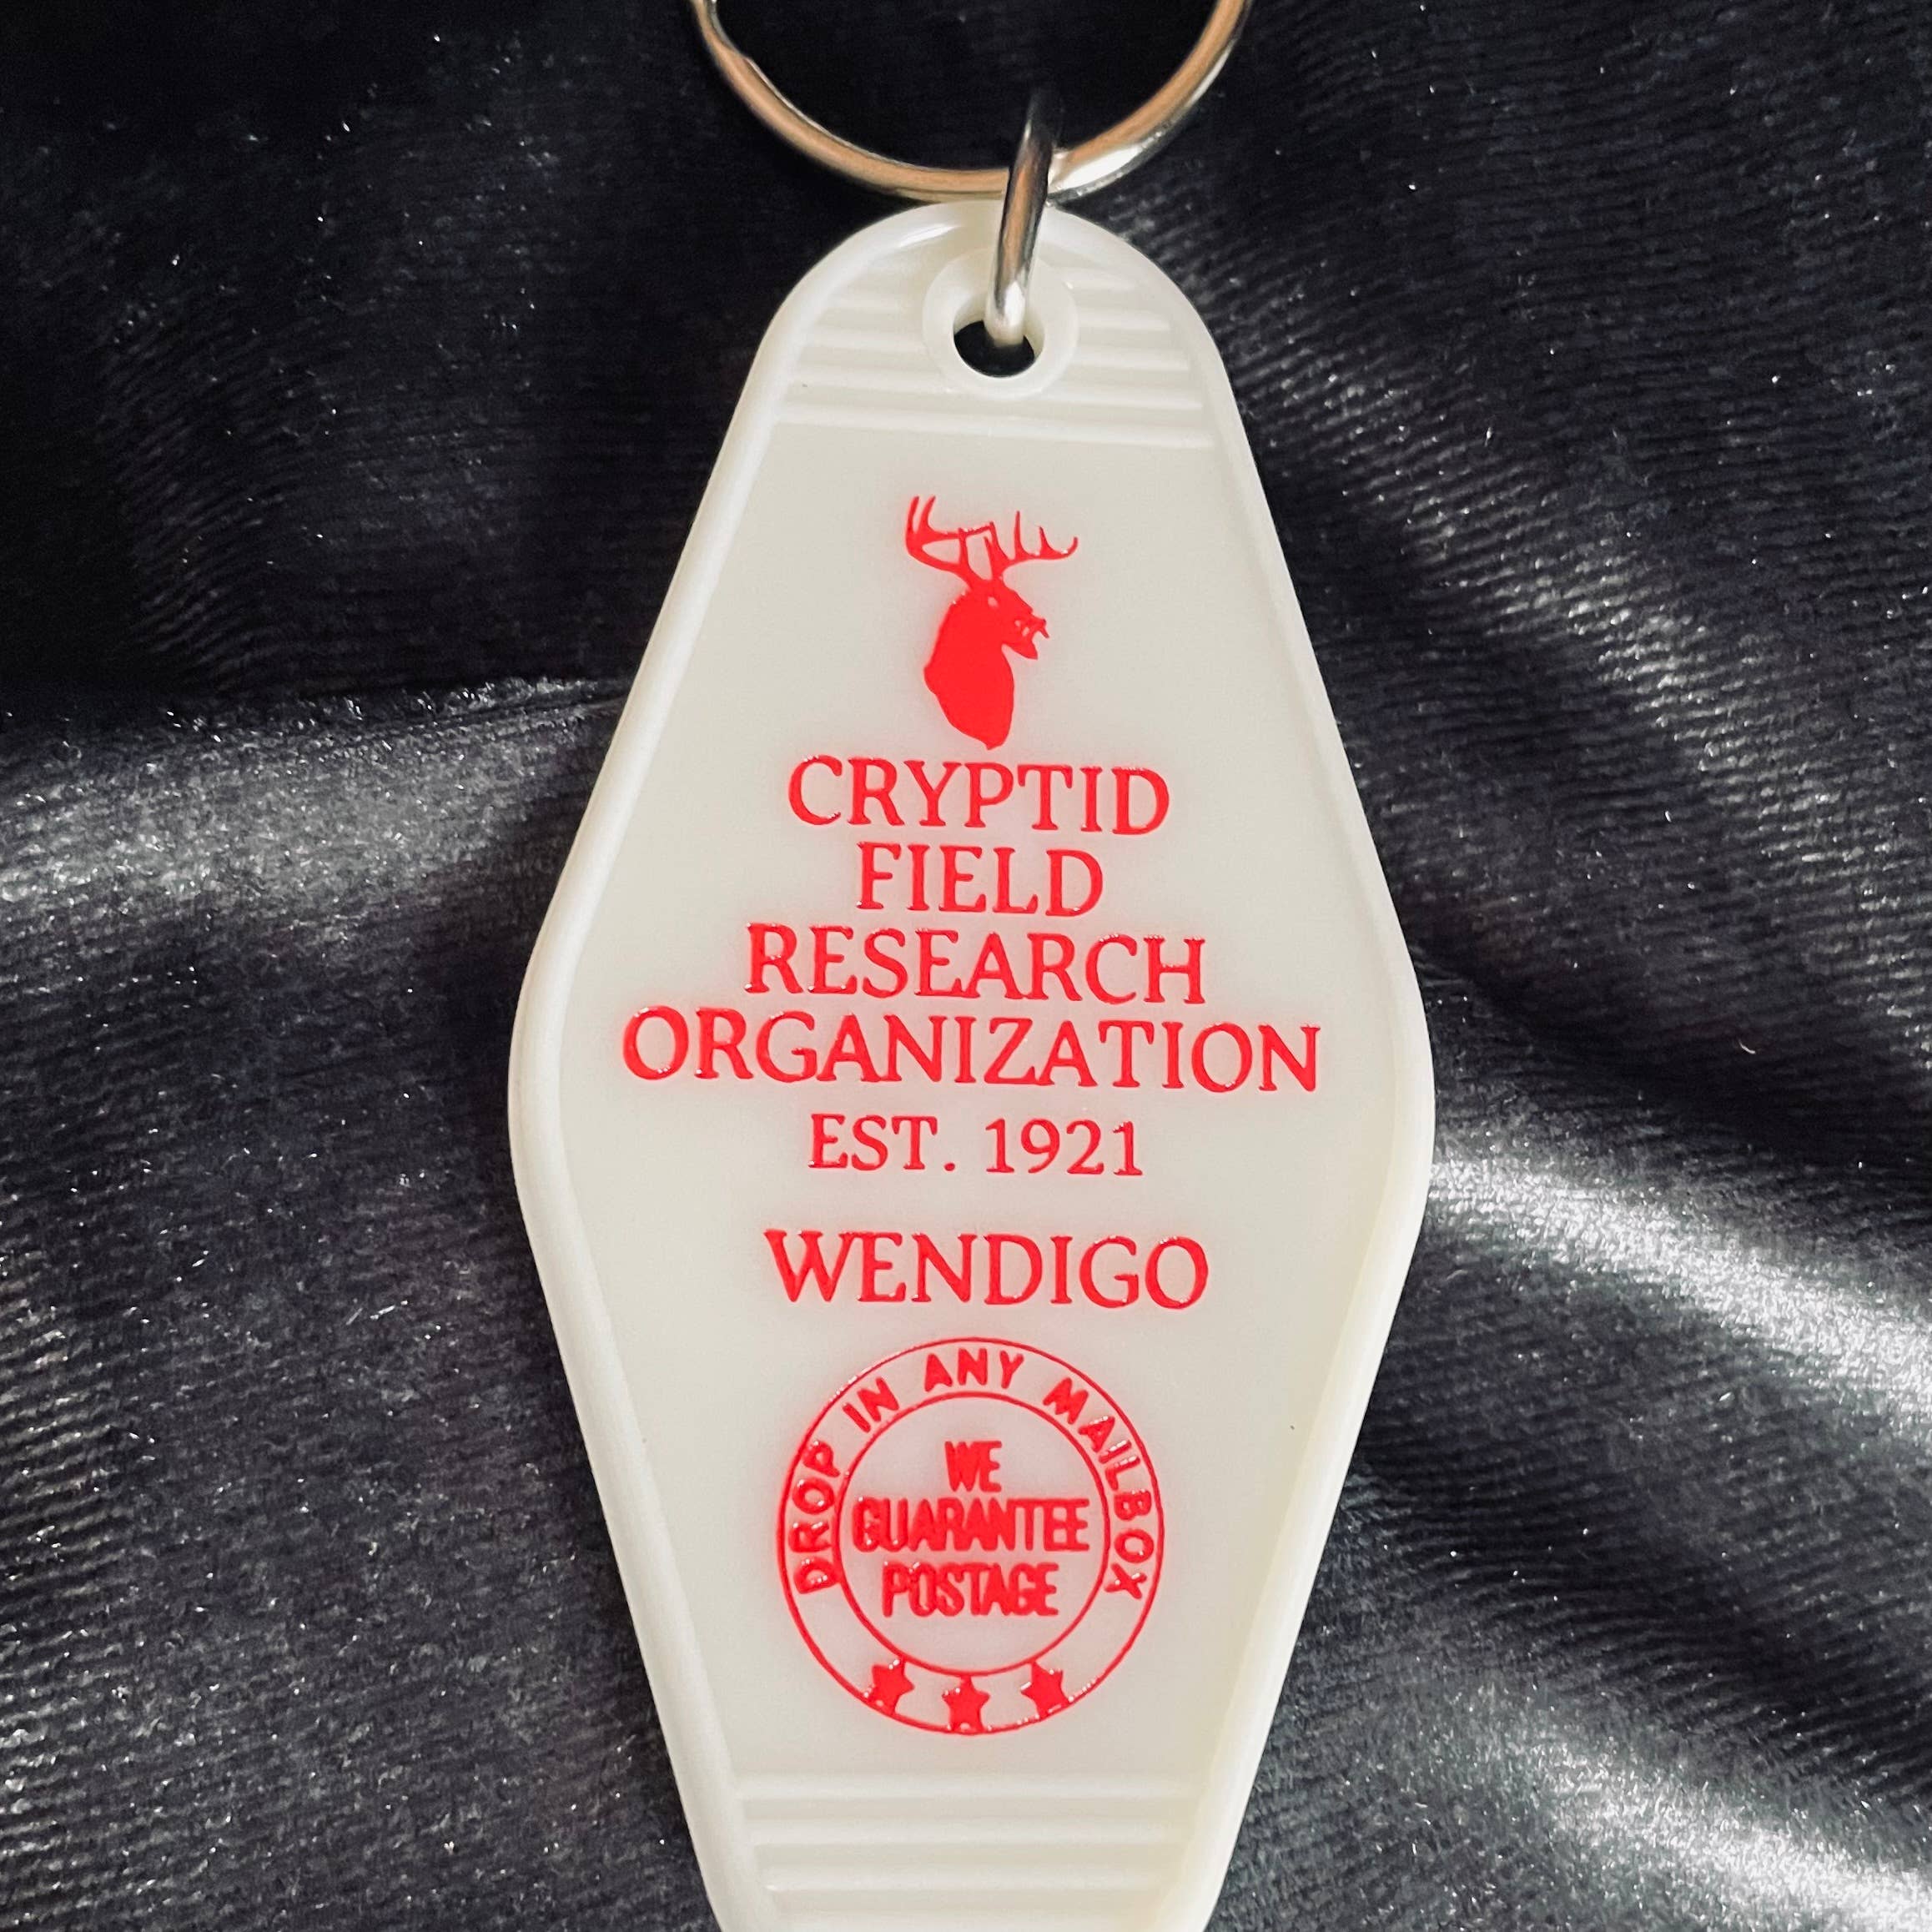 CRYPTID
FIELD
RESEARCH
ORGANIZATION
EST. 1921
WENDIGO
DROP IN ANY MAILBOX
WE
GUARANTEE
POSTAGE